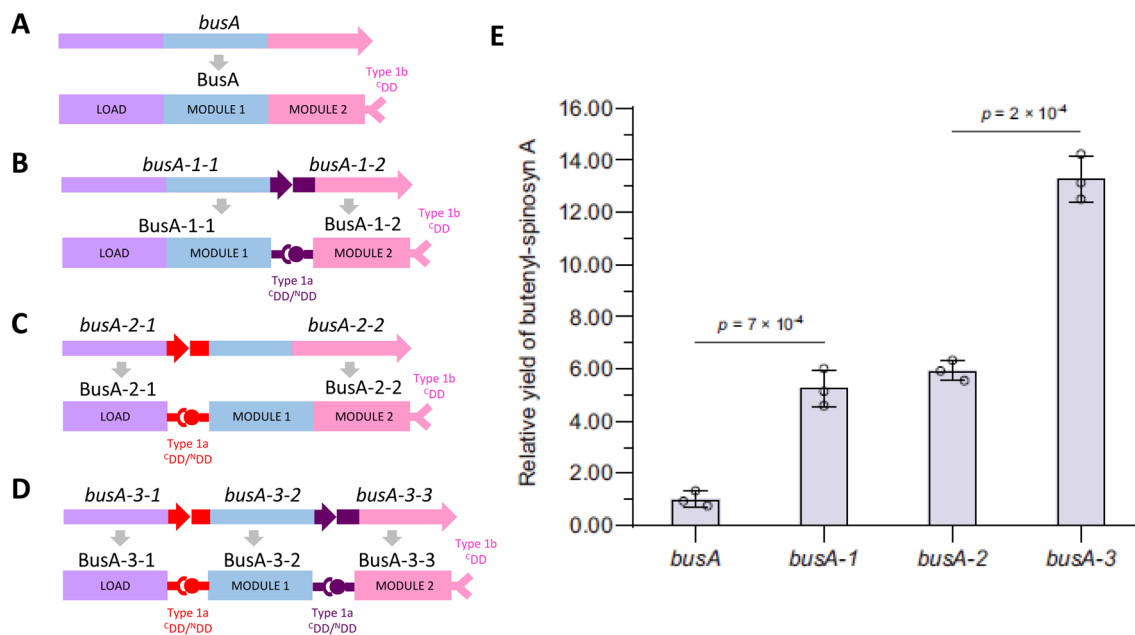 A
busA
BusA
Type 1b
ᶜDD
LOAD
MODULE 1
MODULE 2
B
busA-1-1
busA-1-2
BusA-1-1
BusA-1-2
Type 1b
ᶜDD
LOAD
MODULE 1
MODULE 2
Type 1a
ᶜDD/ᴺDD
C
busA-2-1
busA-2-2
BusA-2-1
BusA-2-2
Type 1b
ᶜDD
LOAD
MODULE 1
MODULE 2
Type 1a
ᶜDD/ᴺDD
D
busA-3-1
busA-3-2
busA-3-3
BusA-3-1
BusA-3-2
BusA-3-3
Type 1b
ᶜDD
LOAD
MODULE 1
MODULE 2
Type 1a
ᶜDD/ᴺDD
Type 1a
ᶜDD/ᴺDD
E
Relative yield of butenyl-spinosyn A
16.00
14.00
12.00
10.00
8.00
6.00
4.00
2.00
0.00
p = 7 × 10⁻⁴
p = 2 × 10⁻⁴
busA
busA-1
busA-2
busA-3